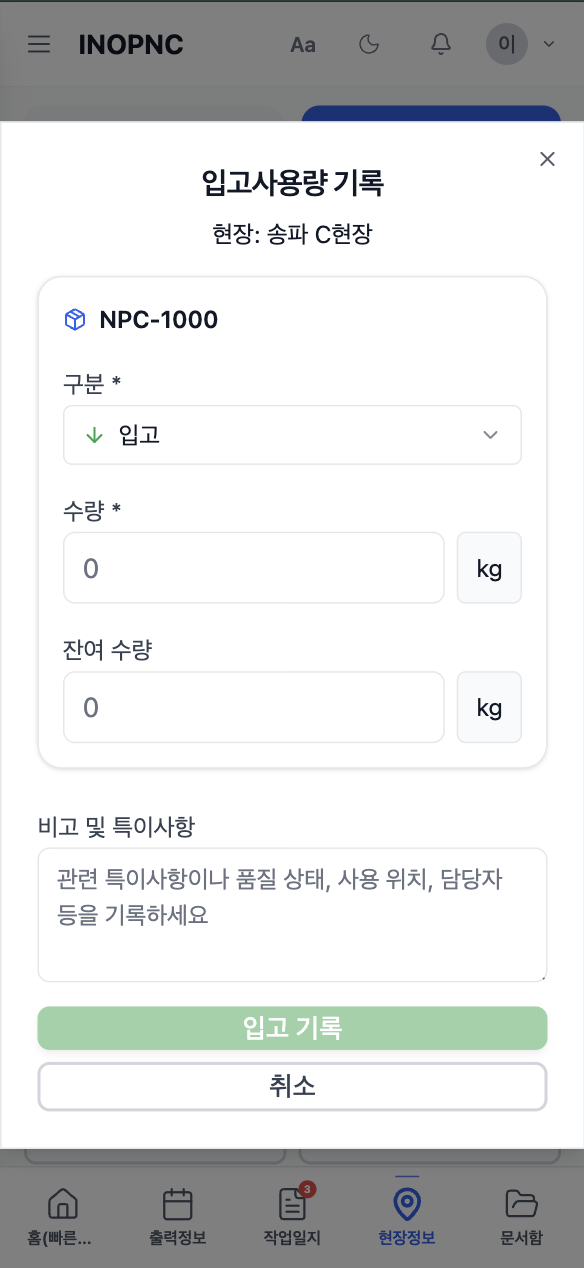 INOPNC
Aa
이
입고사용량 기록
현장: 송파 C현장
NPC-1000
구분 *
입고
수량 *
0
kg
잔여 수량
0
kg
비고 및 특이사항
관련 특이사항이나 품질 상태, 사용 위치, 담당자
등을 기록하세요
입고 기록
취소
3
홈(빠른...
출력정보
작업일지
현장정보
문서함